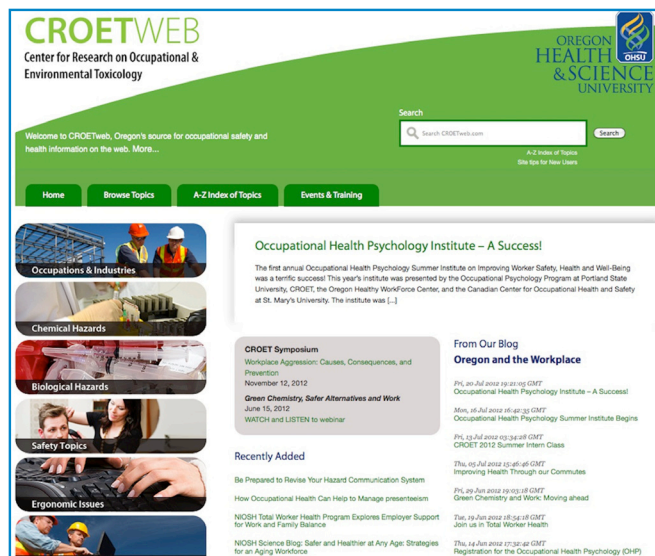 CROETWEB
Center for Research on Occupational &
Environmental Toxicology
OREGON
HEALTH
& SCIENCE
UNIVERSITY
OHSU
Welcome to CROETweb, Oregon's source for occupational safety and
health information on the web. More...
Search
Search CROETweb.com
Search
A-Z Index of Topics
Site tips for New Users
Home
Browse Topics
A-Z Index of Topics
Events & Training
Occupations & Industries
Chemical Hazards
Biological Hazards
Safety Topics
Ergonomic Issues
Occupational Health Psychology Institute – A Success!
The first annual Occupational Health Psychology Summer Institute on Improving Worker Safety, Health and Well-Being
was a terrific success! This year's institute was presented by the Occupational Psychology Program at Portland State
University, CROET, the Oregon Healthy WorkForce Center, and the Canadian Center for Occupational Health and Safety
at St. Mary's University. The institute was [...]
CROET Symposium
Workplace Aggression: Causes, Consequences, and
Prevention
November 12, 2012
Green Chemistry, Safer Alternatives and Work
June 15, 2012
WATCH and LISTEN to webinar
Recently Added
Be Prepared to Revise Your Hazard Communication System
How Occupational Health Can Help to Manage presenteeism
NIOSH Total Worker Health Program Explores Employer Support
for Work and Family Balance
NIOSH Science Blog: Safer and Healthier at Any Age: Strategies
for an Aging Workforce
From Our Blog
Oregon and the Workplace
Fri, 20 Jul 2012 19:21:05 GMT
Occupational Health Psychology Institute – A Success!
Mon, 16 Jul 2012 16:42:35 GMT
Occupational Health Psychology Summer Institute Begins
Fri, 13 Jul 2012 03:34:28 GMT
CROET 2012 Summer Intern Class
Thu, 05 Jul 2012 15:46:46 GMT
Improving Health Through our Commutes
Fri, 29 Jun 2012 19:03:18 GMT
Green Chemistry and Work: Moving ahead
Tue, 19 Jun 2012 18:54:18 GMT
Join us in Total Worker Health
Thu, 14 Jun 2012 17:32:42 GMT
Registration for the Occupational Health Psychology (OHP)